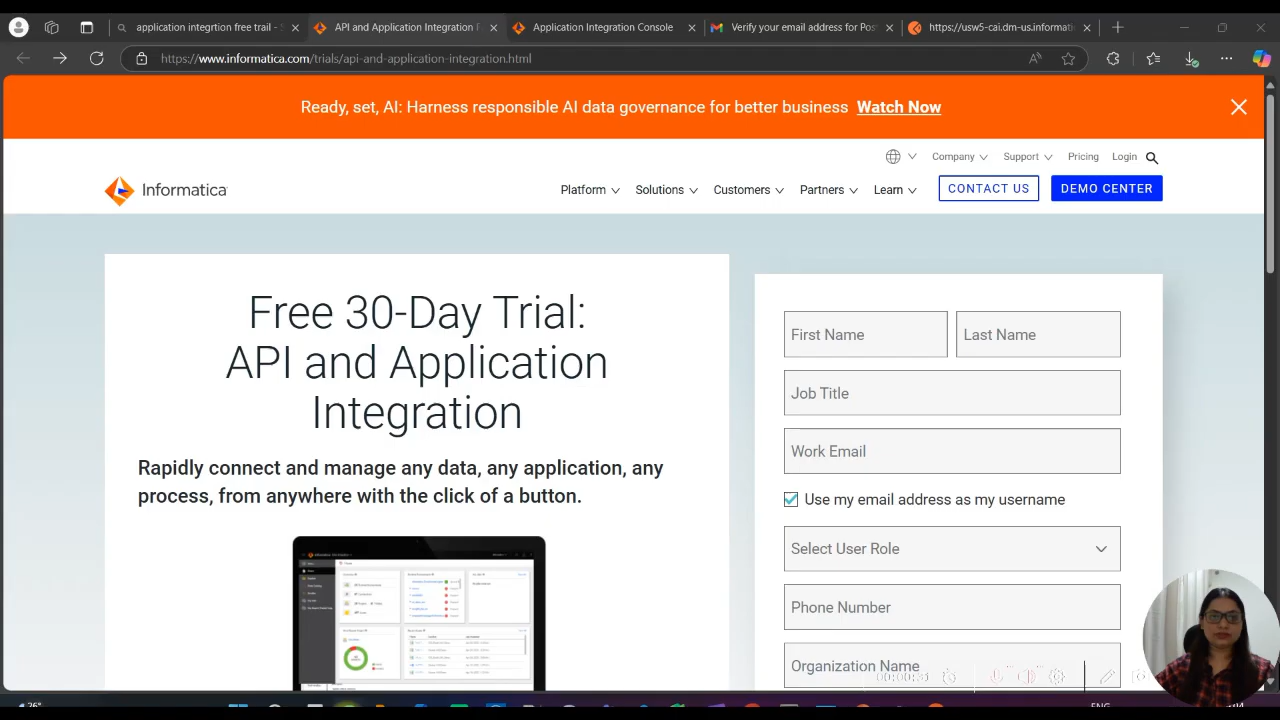 application integrtion free trail - S
API and Application Integration F
Application Integration Console
Verify your email address for Pos
https://usw5-cai.dm-us.informati
https://www.informatica.com/trials/api-and-application-integration.html
Ready, set, AI: Harness responsible AI data governance for better business Watch Now
Company
Support
Pricing
Login
Informatica
Platform
Solutions
Customers
Partners
Learn
CONTACT US
DEMO CENTER
Free 30-Day Trial:
API and Application
Integration
Rapidly connect and manage any data, any application, any
process, from anywhere with the click of a button.
First Name
Last Name
Job Title
Work Email
Use my email address as my username
Select User Role
Phone Number
Organization Name
26°
ENG